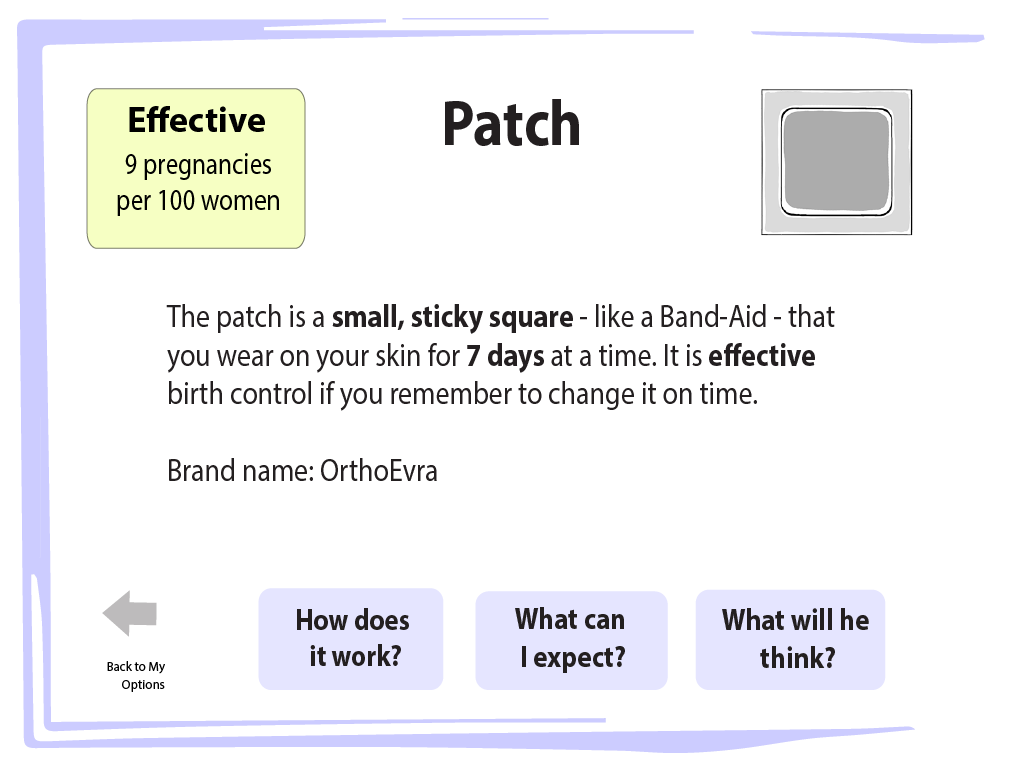 Effective
9 pregnancies
per 100 women
Patch
The patch is a small, sticky square - like a Band-Aid - that
you wear on your skin for 7 days at a time. It is effective
birth control if you remember to change it on time.
Brand name: OrthoEvra
Back to My
Options
How does
it work?
What can
I expect?
What will he
think?